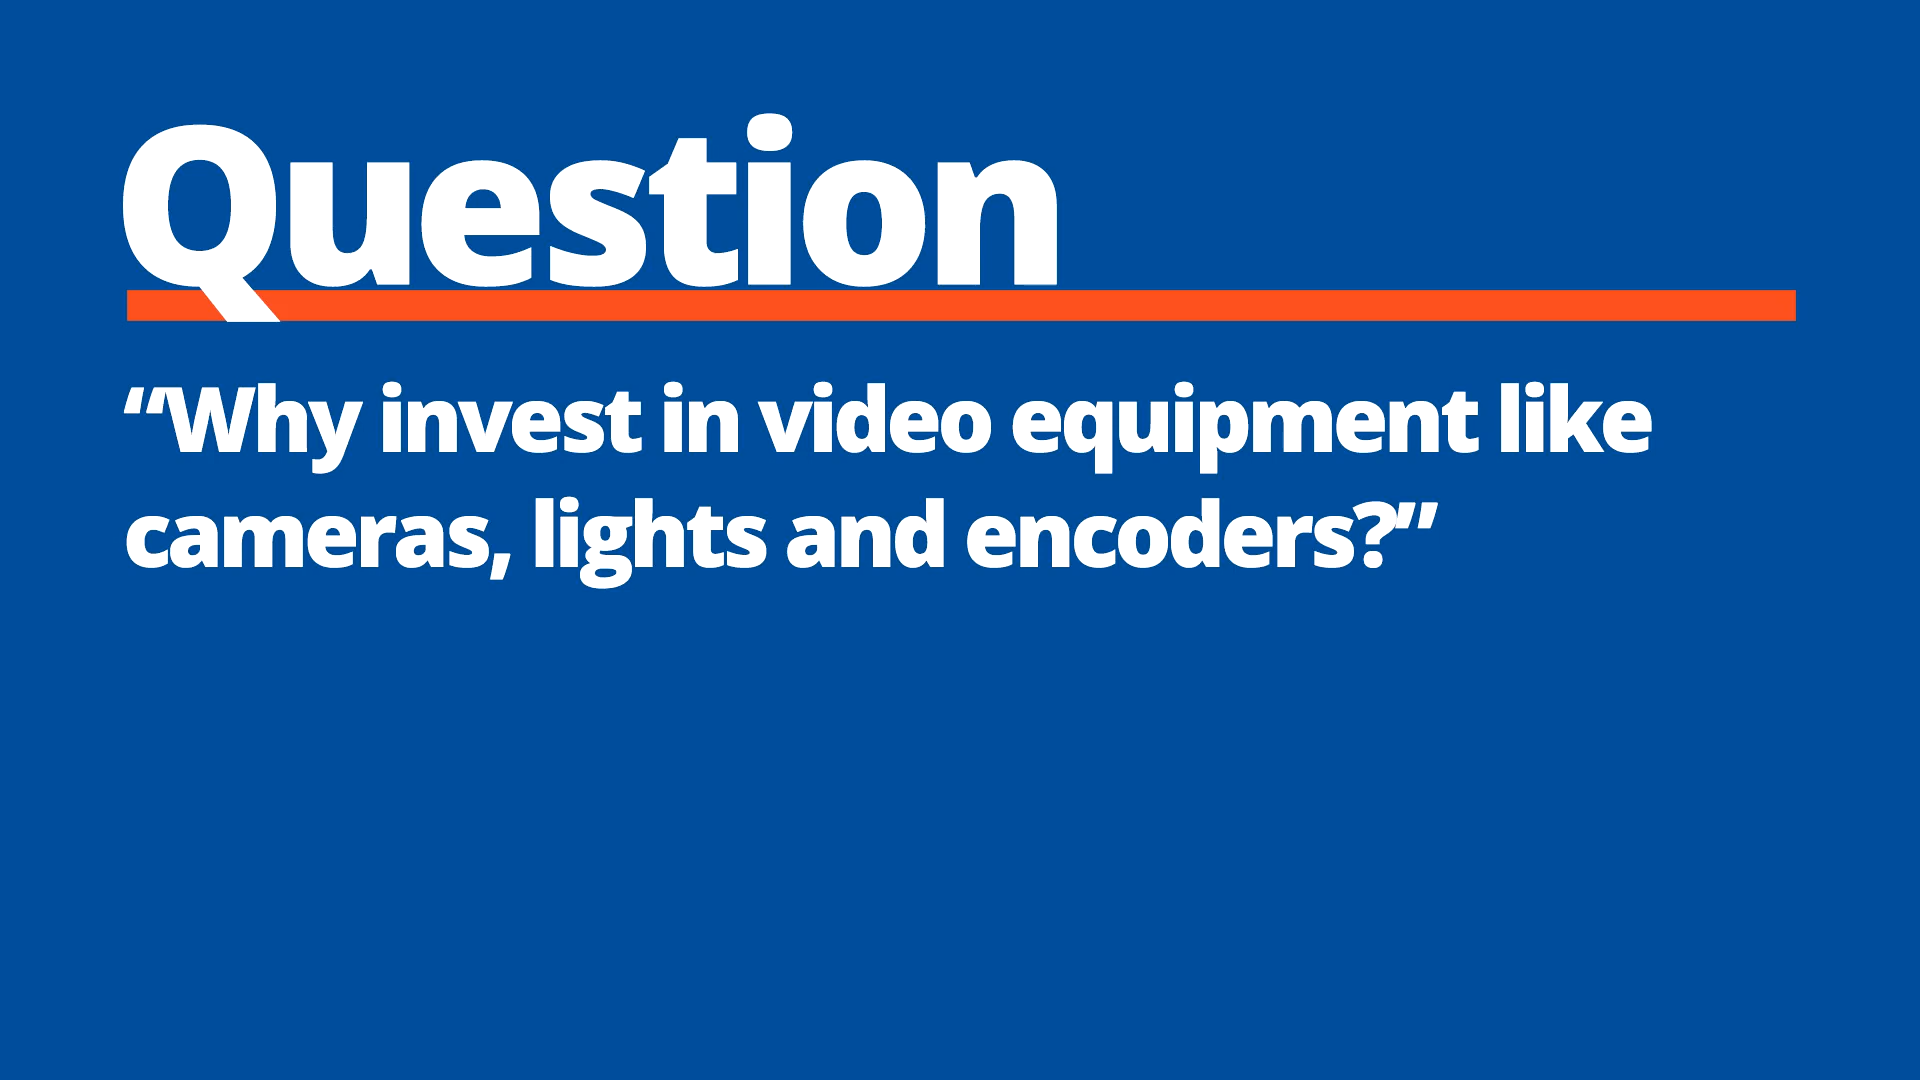 Question
“Why invest in video equipment like
cameras, lights and encoders?”